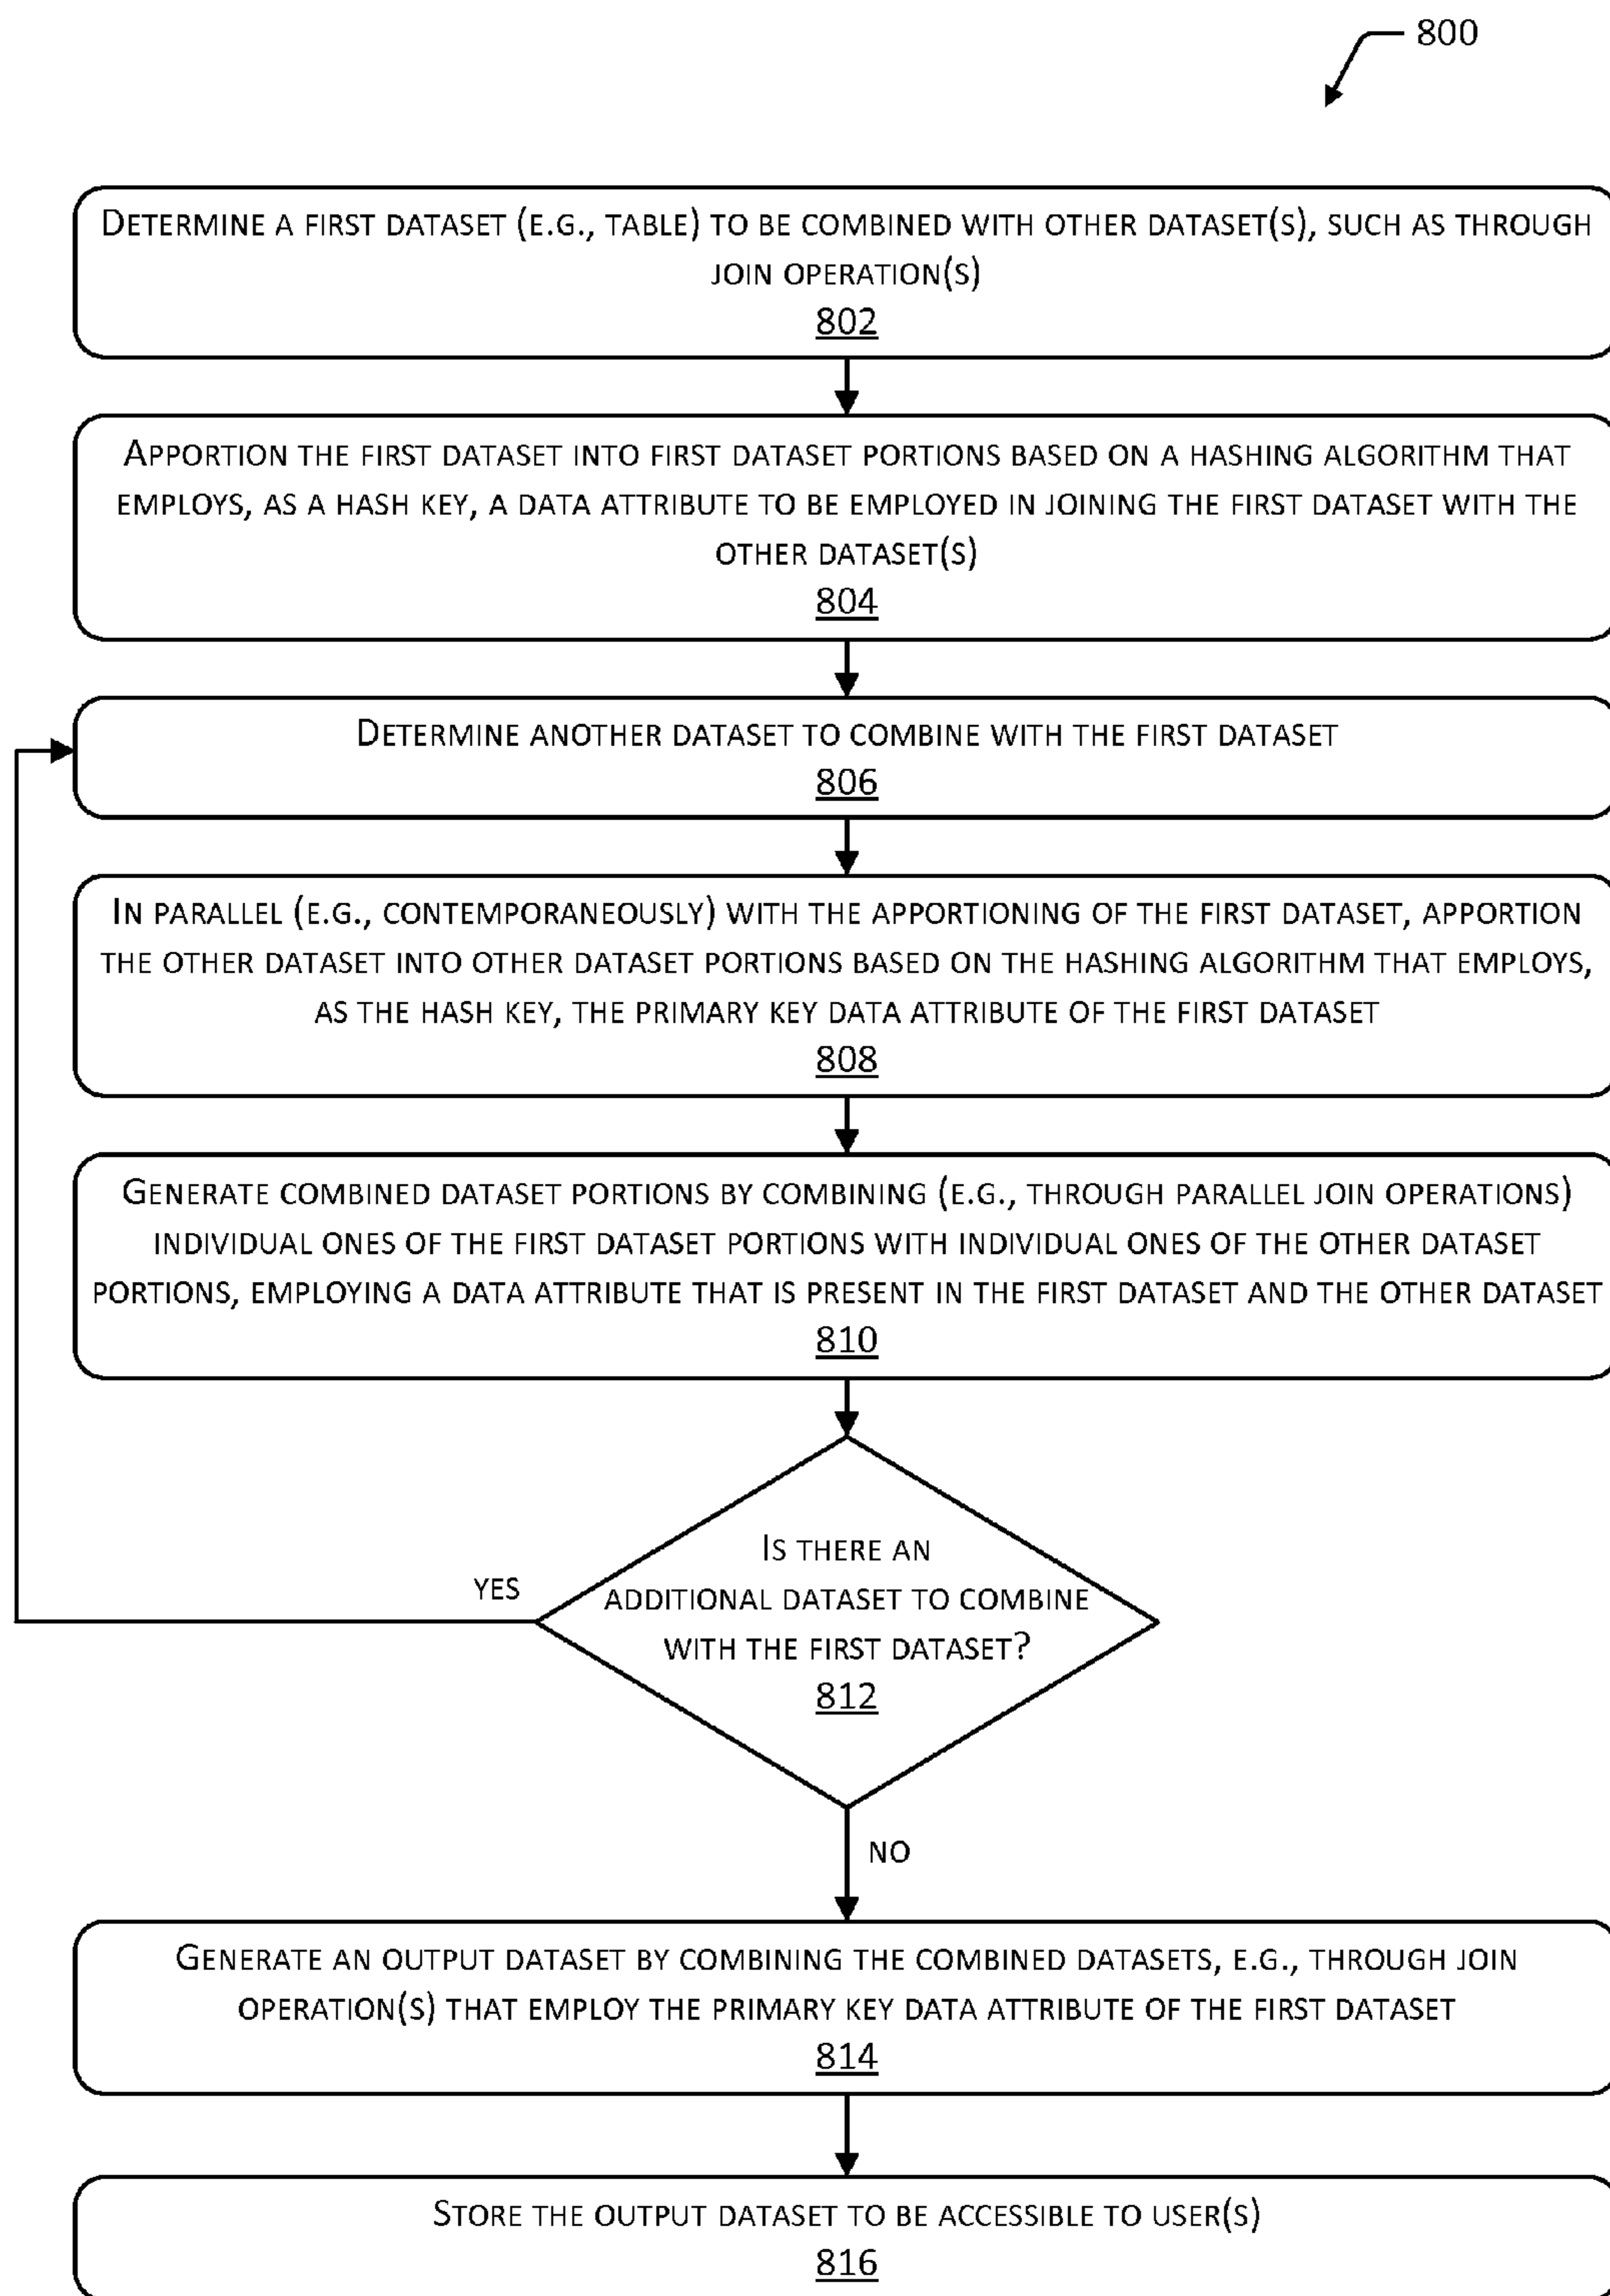 800
DETERMINE A FIRST DATASET (E.G., TABLE) TO BE COMBINED WITH OTHER DATASET(S), SUCH AS THROUGH
JOIN OPERATION(S)
802
APPORTION THE FIRST DATASET INTO FIRST DATASET PORTIONS BASED ON A HASHING ALGORITHM THAT
EMPLOYS, AS A HASH KEY, A DATA ATTRIBUTE TO BE EMPLOYED IN JOINING THE FIRST DATASET WITH THE
OTHER DATASET(S)
804
DETERMINE ANOTHER DATASET TO COMBINE WITH THE FIRST DATASET
806
IN PARALLEL (E.G., CONTEMPORANEOUSLY) WITH THE APPORTIONING OF THE FIRST DATASET, APPORTION
THE OTHER DATASET INTO OTHER DATASET PORTIONS BASED ON THE HASHING ALGORITHM THAT EMPLOYS,
AS THE HASH KEY, THE PRIMARY KEY DATA ATTRIBUTE OF THE FIRST DATASET
808
GENERATE COMBINED DATASET PORTIONS BY COMBINING (E.G., THROUGH PARALLEL JOIN OPERATIONS)
INDIVIDUAL ONES OF THE FIRST DATASET PORTIONS WITH INDIVIDUAL ONES OF THE OTHER DATASET
PORTIONS, EMPLOYING A DATA ATTRIBUTE THAT IS PRESENT IN THE FIRST DATASET AND THE OTHER DATASET
810
IS THERE AN
ADDITIONAL DATASET TO COMBINE
WITH THE FIRST DATASET?
812
YES
NO
GENERATE AN OUTPUT DATASET BY COMBINING THE COMBINED DATASETS, E.G., THROUGH JOIN
OPERATION(S) THAT EMPLOY THE PRIMARY KEY DATA ATTRIBUTE OF THE FIRST DATASET
814
STORE THE OUTPUT DATASET TO BE ACCESSIBLE TO USER(S)
816